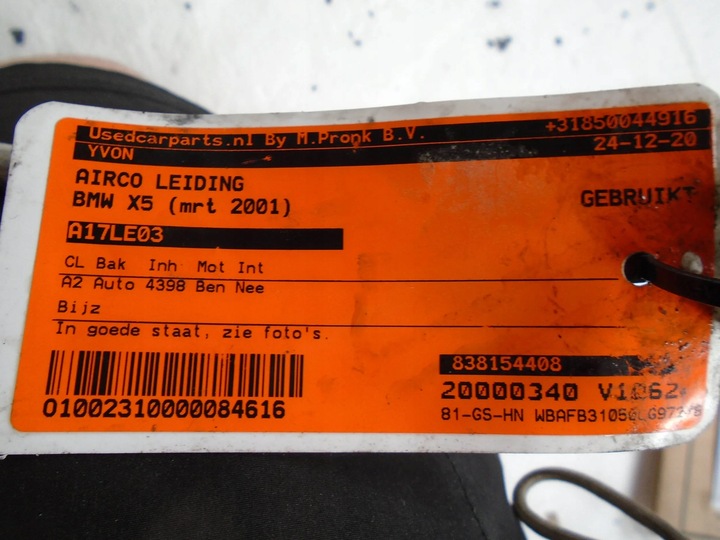 Usedcarparts.nl By M.Pronk B.V. +31850044916
YVON 24-12-20
AIRCO LEIDING
BMW X5 (mrt 2001) GEBRUIKT
A17LE03
CL Bak Inh Mot Int
A2 Auto 4398 Ben Nee
Bijz
In goede staat, zie foto's.
838154408
20000340
01002310000084616
81-GS-HN